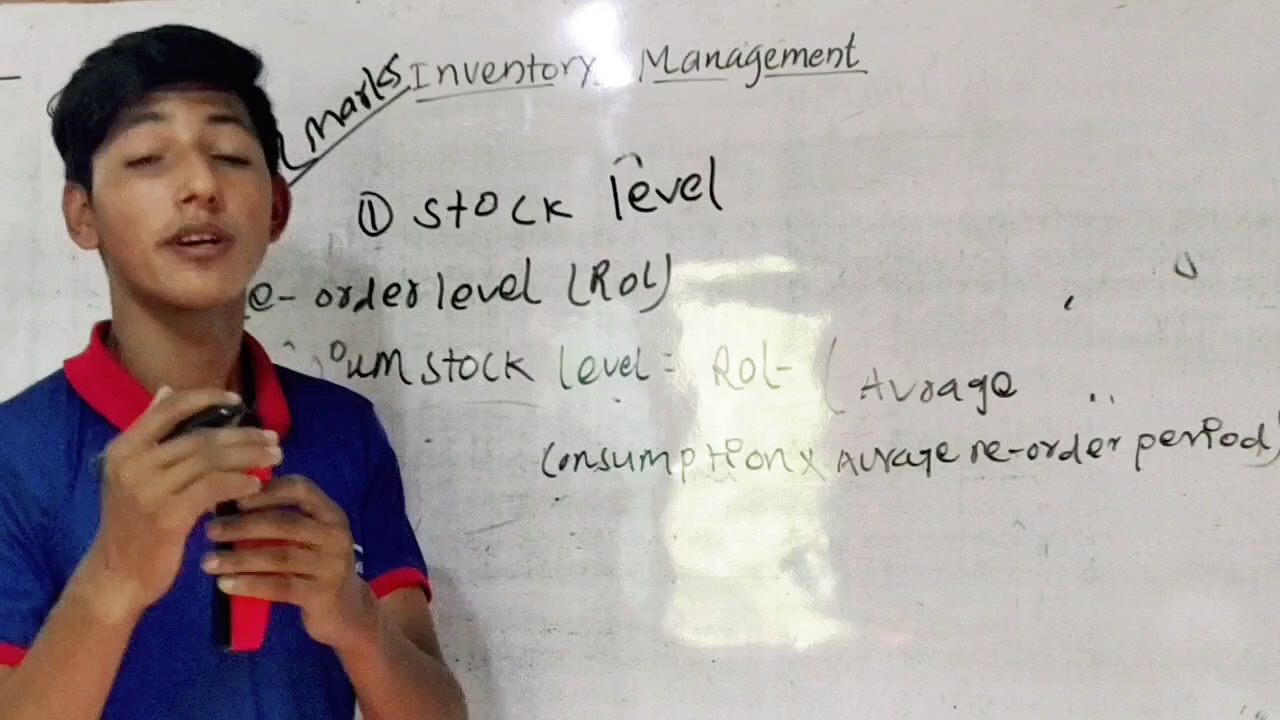 Marks Inventory Management
① stock level
e-order level (Rol)
um stock level = Rol - ( Avrage
Consumption x Avrage re-order period)